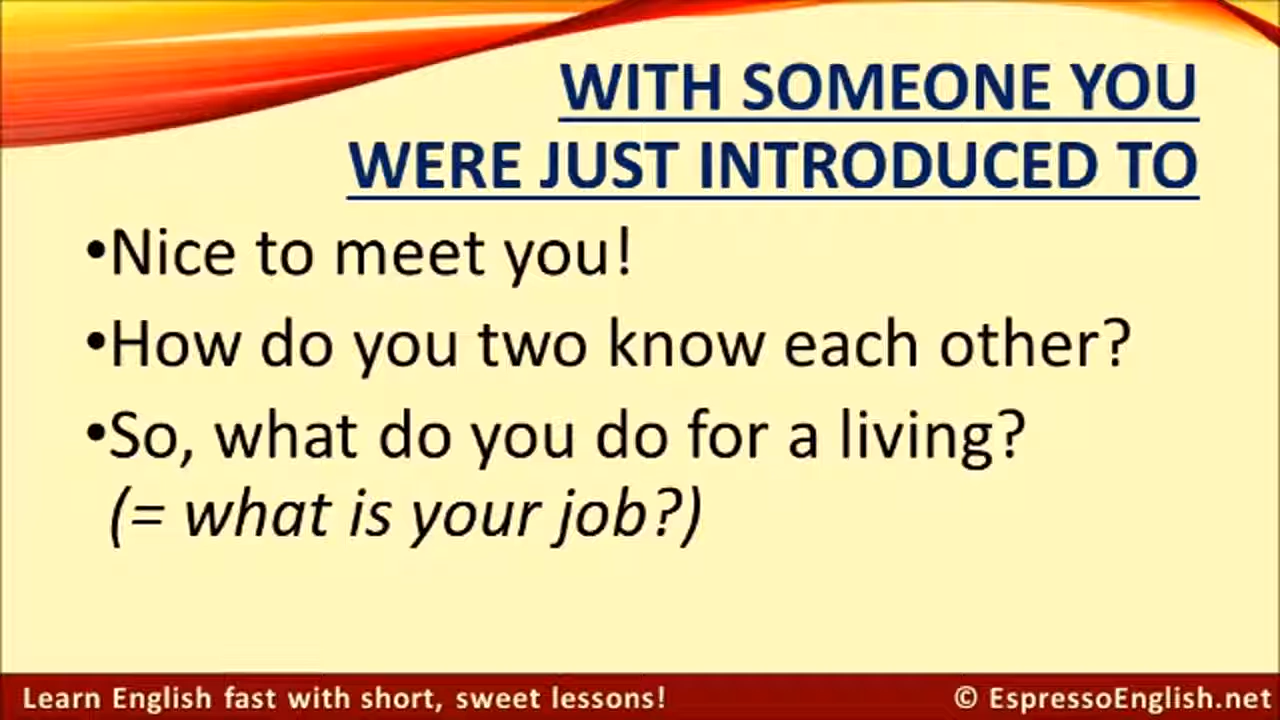 WITH SOMEONE YOU
WERE JUST INTRODUCED TO
•Nice to meet you!
•How do you two know each other?
•So, what do you do for a living?
(= what is your job?)
Learn English fast with short, sweet lessons!
© EspressoEnglish.net